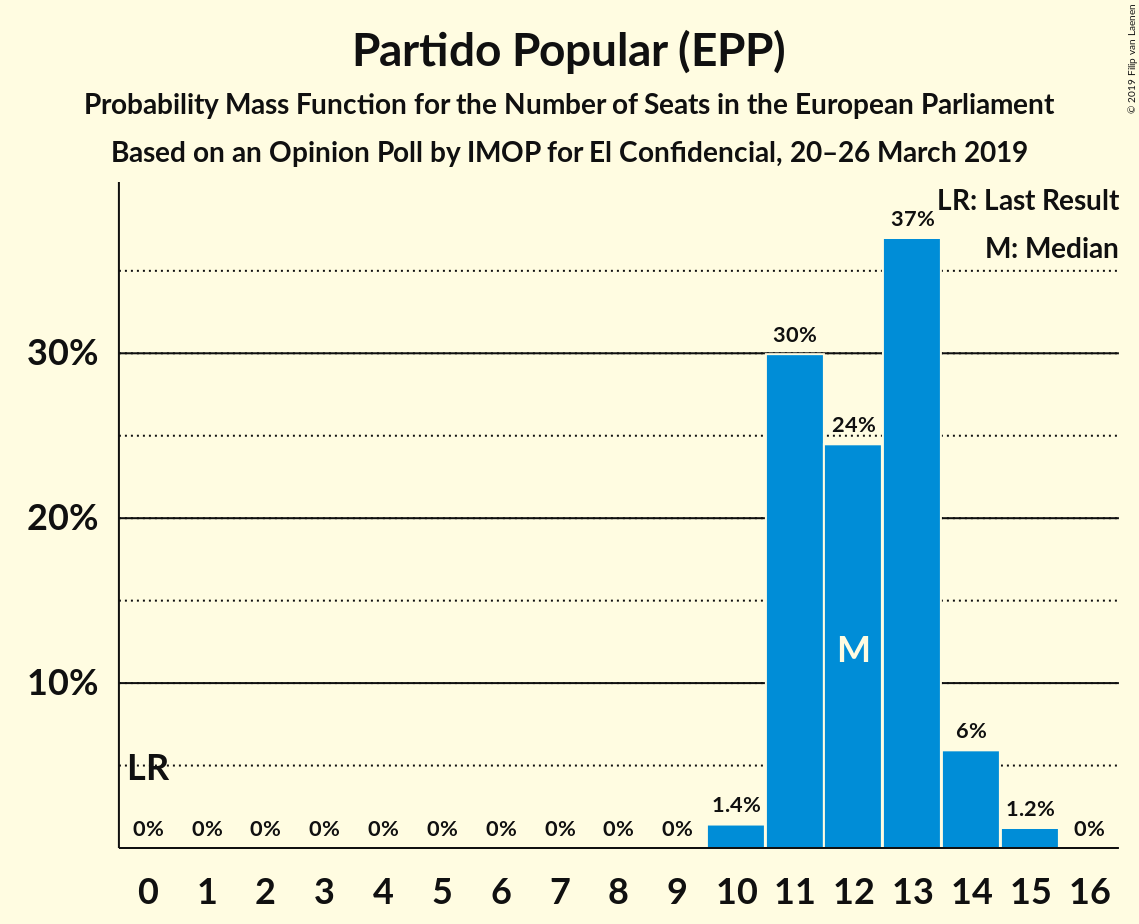 Partido Popular (EPP)
Probability Mass Function for the Number of Seats in the European Parliament
Based on an Opinion Poll by IMOP for El Confidencial, 20–26 March 2019
© 2019 Filip van Laenen
LR: Last Result
M: Median
37%
30%
30%
24%
20%
M
10%
6%
LR
1.4%
1.2%
0% 0% 0% 0% 0% 0% 0% 0% 0% 0% 0%
0 1 2 3 4 5 6 7 8 9 10 11 12 13 14 15 16